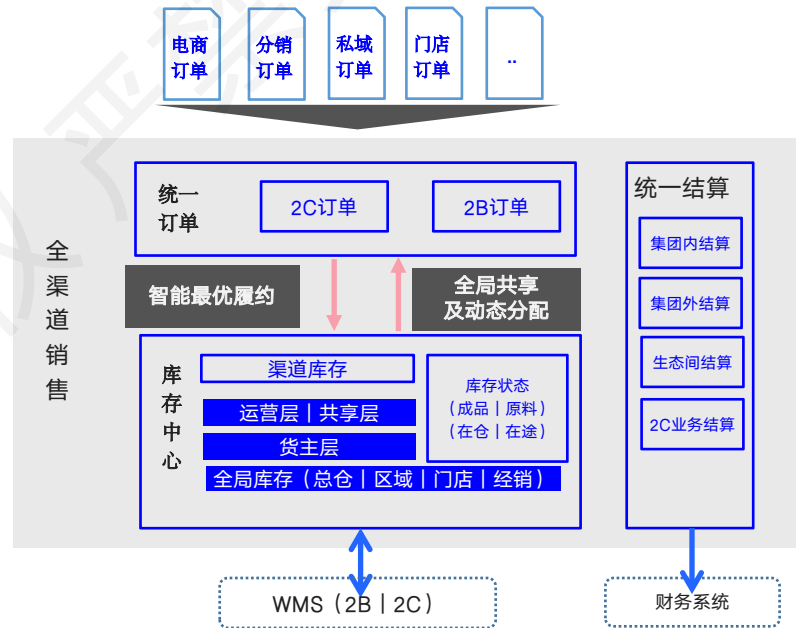 电商
订单
分销
订单
私域
订单
门店
订单
..
全渠道销售
统一
订单
2C订单
2B订单
智能最优履约
全局共享
及动态分配
库存中心
渠道库存
运营层｜共享层
货主层
全局库存（总仓｜区域｜门店｜经销）
库存状态
（成品｜原料）
（在仓｜在途）
统一结算
集团内结算
集团外结算
生态间结算
2C业务结算
WMS（2B｜2C）
财务系统